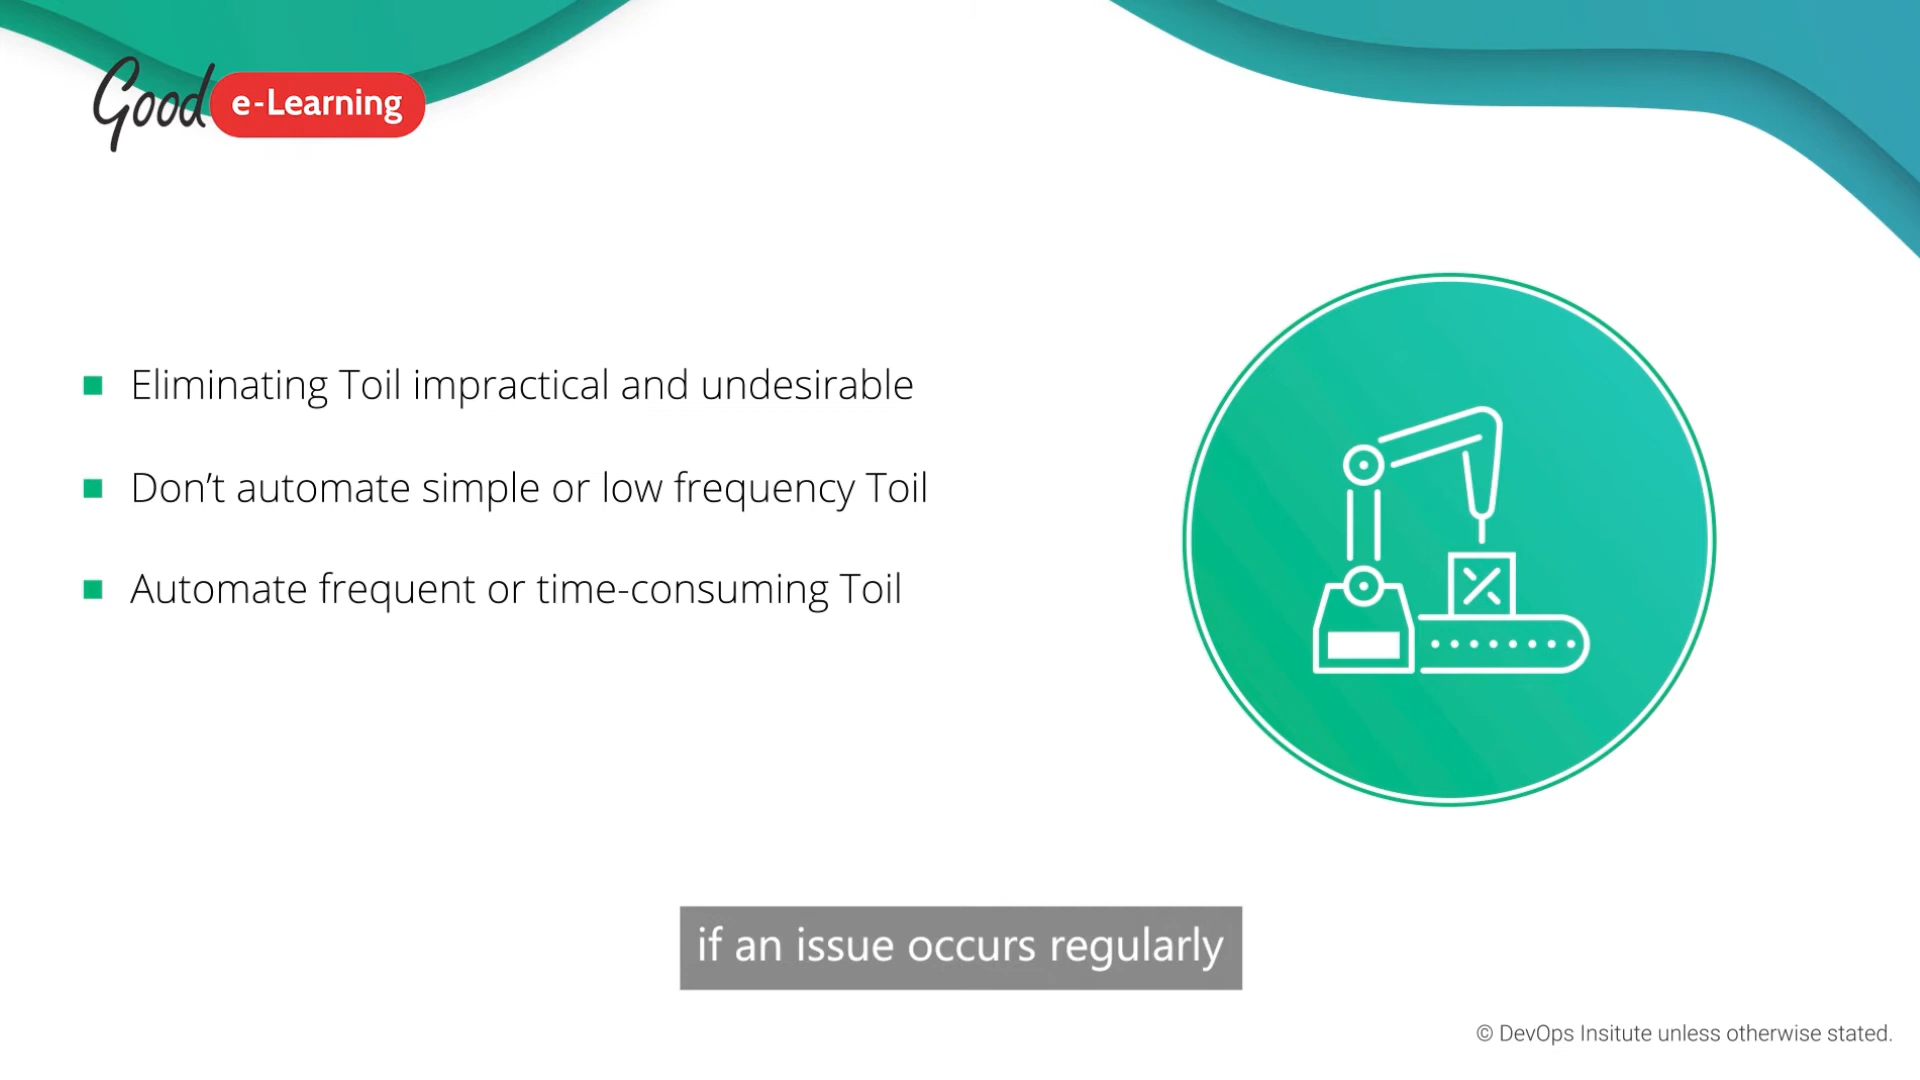 Good e-Learning
Eliminating Toil impractical and undesirable
Don’t automate simple or low frequency Toil
Automate frequent or time-consuming Toil
if an issue occurs regularly
© DevOps Insitute unless otherwise stated.